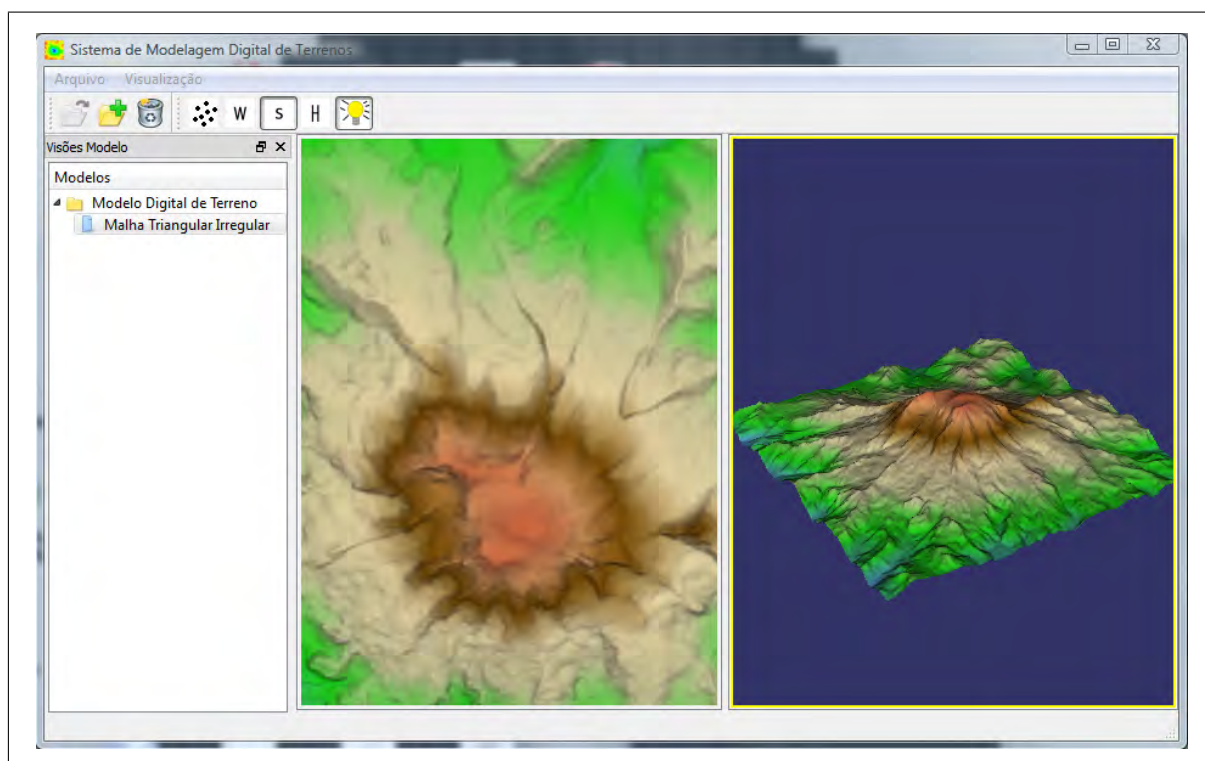 Sistema de Modelagem Digital de Terrenos
Arquivo Visualização
W S H
Visões Modelo
Modelos
Modelo Digital de Terreno
Malha Triangular Irregular